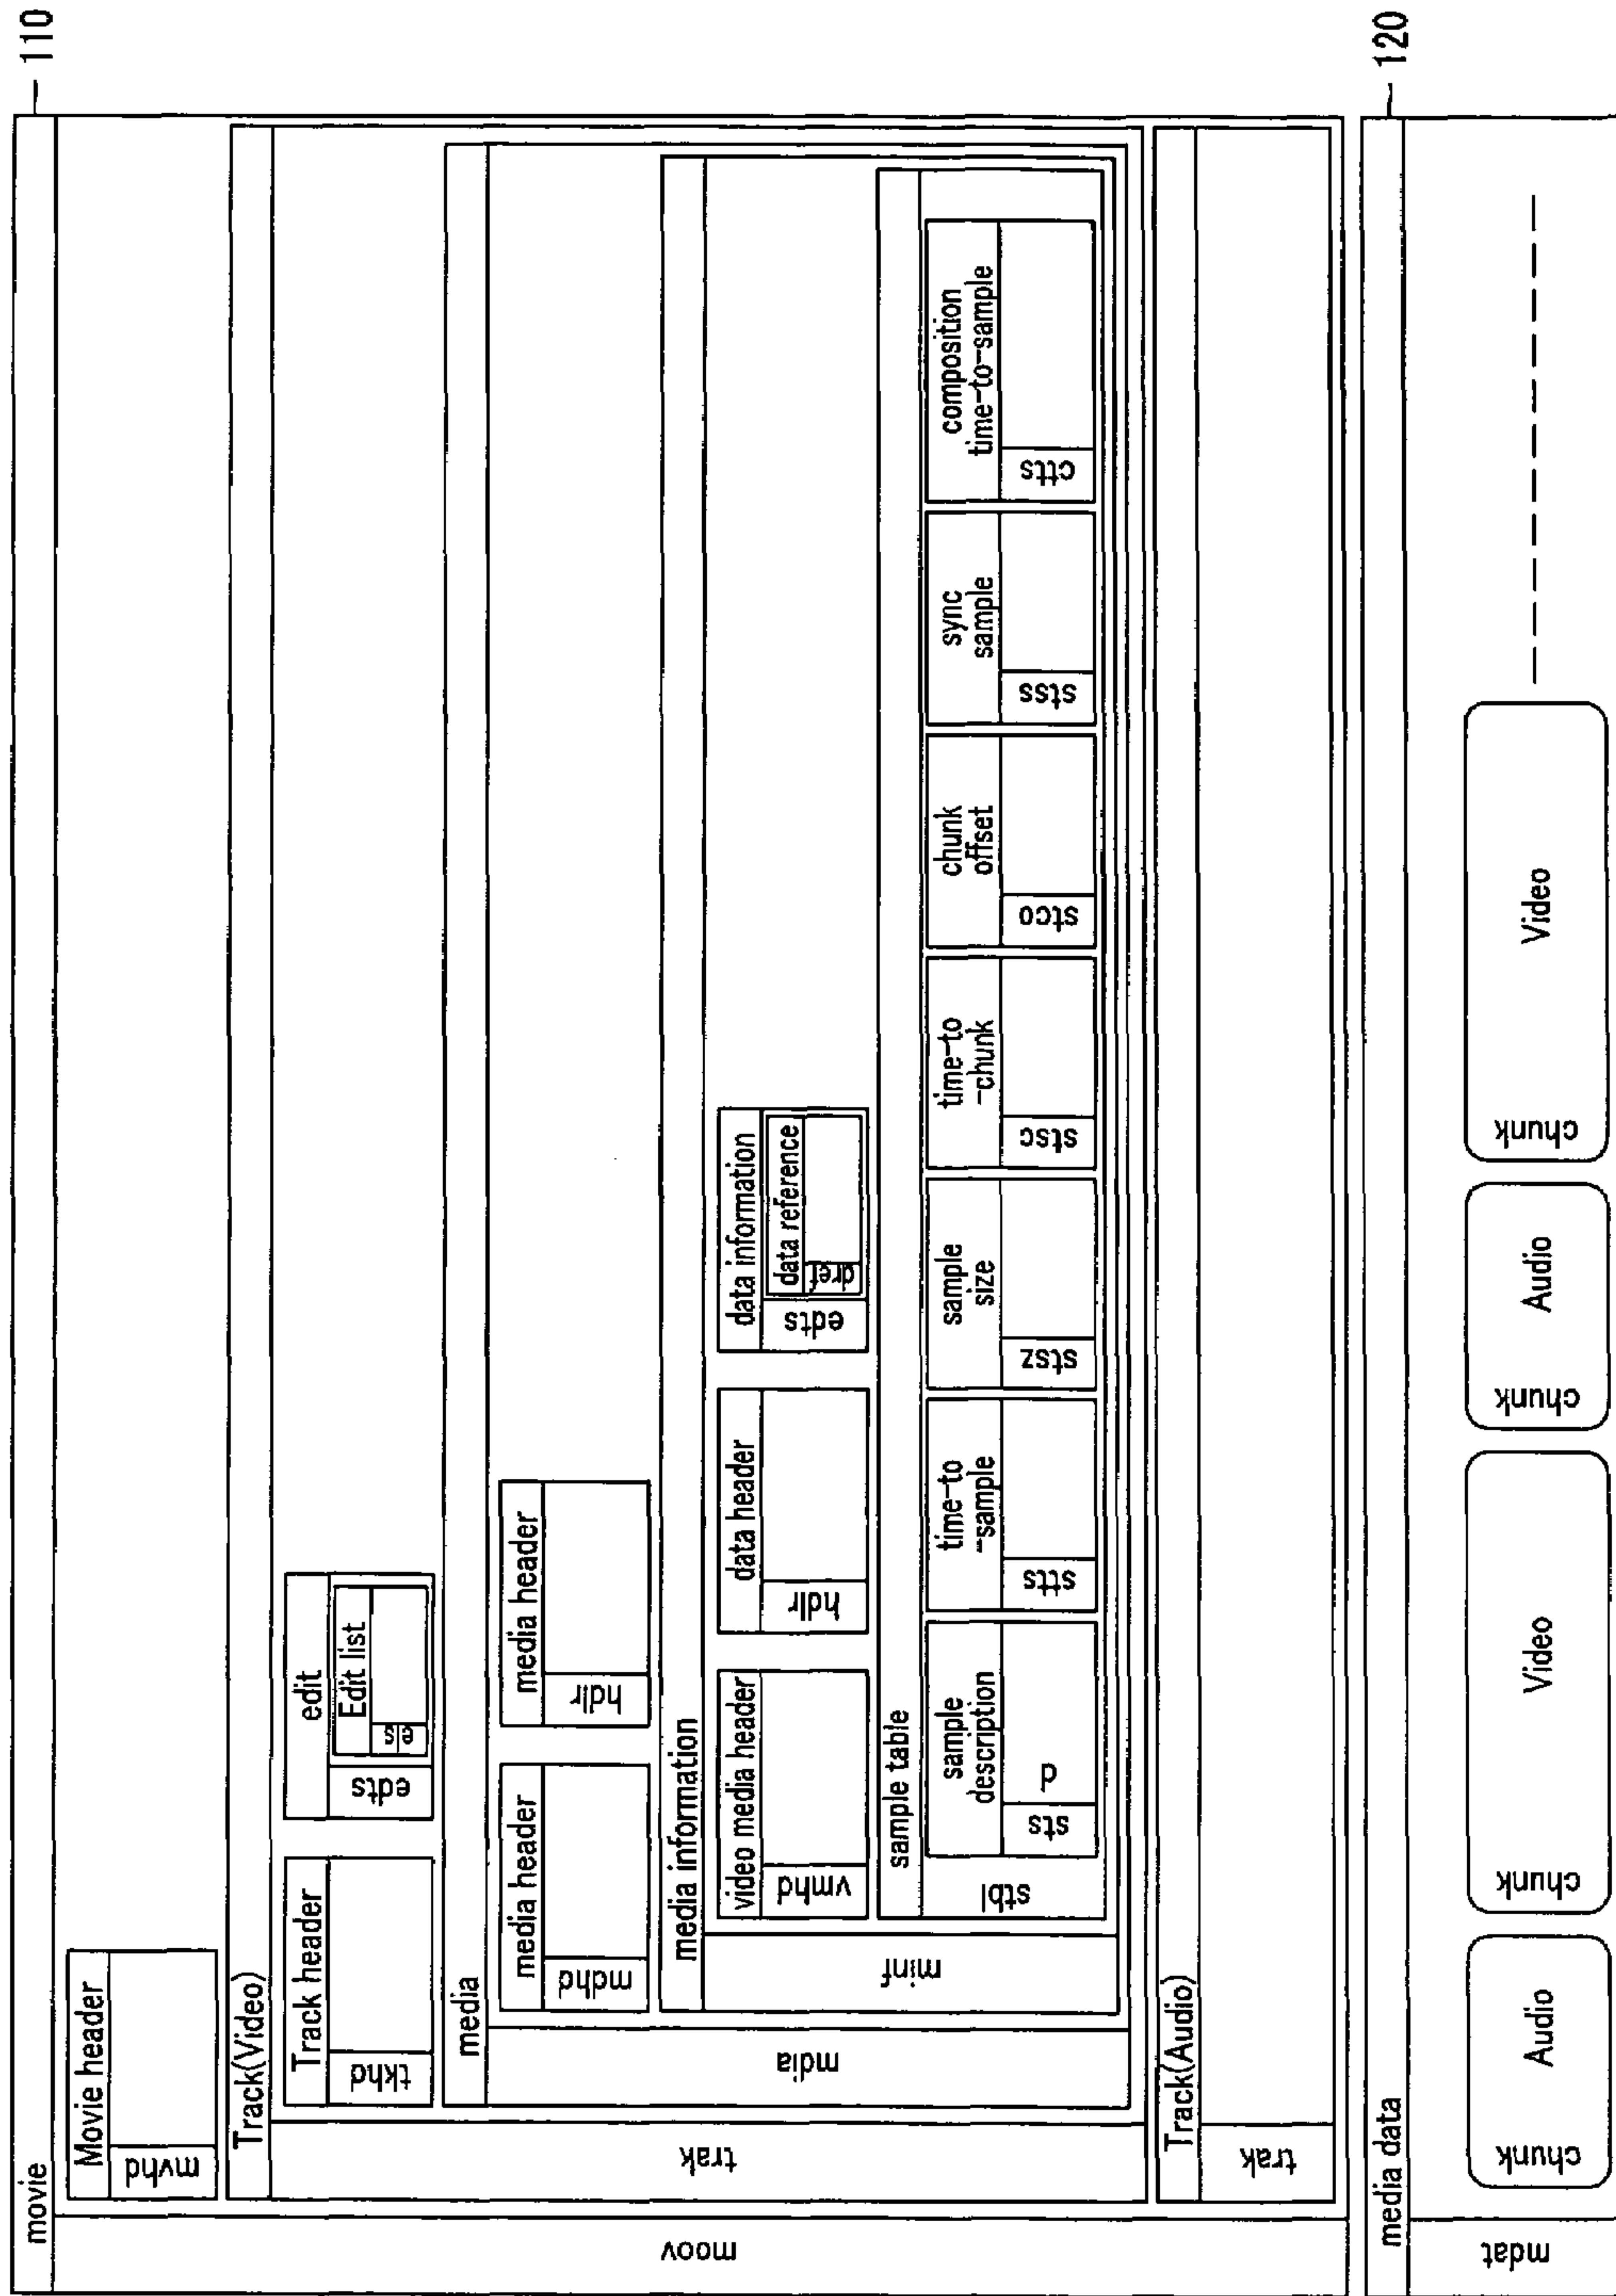 movie
110
Movie header
mvhd
Track(Video)
Track header
tkhd
edit
Edit list
els
edts
media
media header
mdhd
media header
hdlr
media information
video media header
vmhd
data header
hdlr
data information
data reference
dref
edts
sample table
sample
description
sts
d
time-to
-sample
stts
sample
size
stsz
time-to
-chunk
stsc
chunk
offset
stco
sync
sample
stss
composition
time-to-sample
ctts
stbl
minf
mdia
trak
Track(Audio)
trak
moov
media data
120
mdat
chunk
Audio
chunk
Video
chunk
Audio
chunk
Video